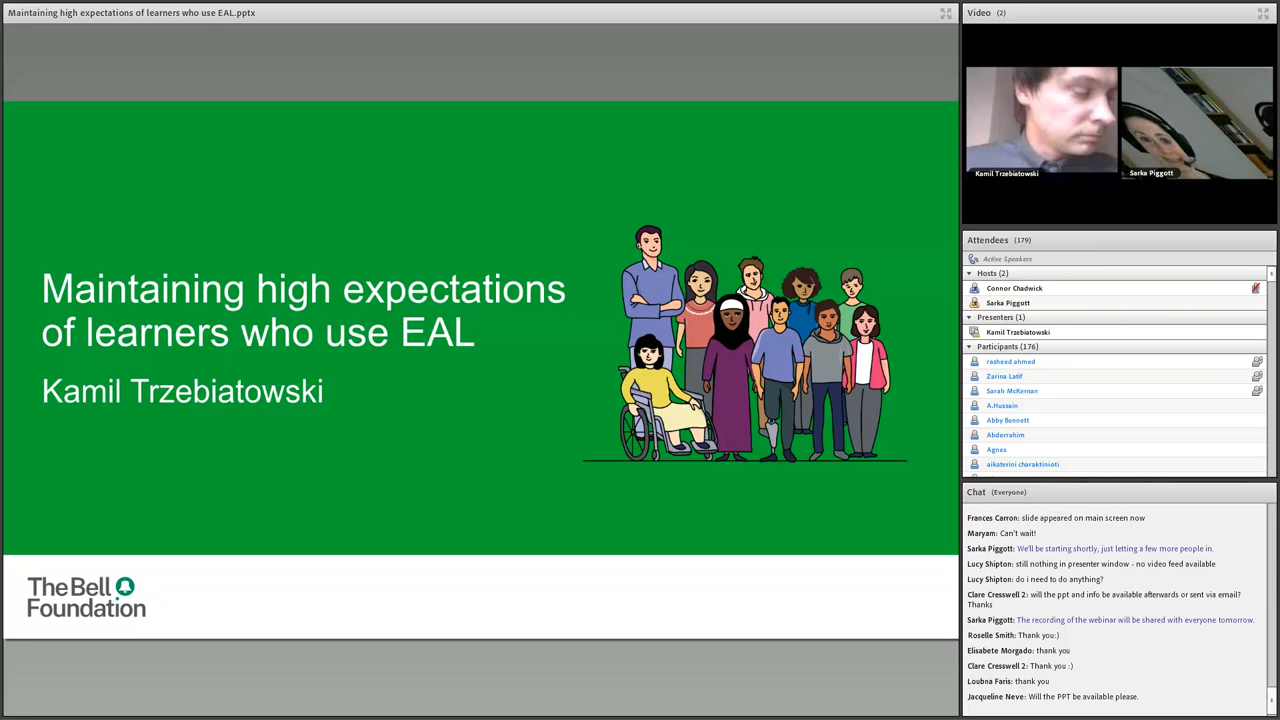 Maintaining high expectations of learners who use EAL.pptx
Maintaining high expectations
of learners who use EAL
Kamil Trzebiatowski
The Bell
Foundation
Video (2)
Kamil Trzebiatowski
Sarka Piggott
Attendees (179)
Active Speakers
Hosts (2)
Connor Chadwick
Sarka Piggott
Presenters (1)
Kamil Trzebiatowski
Participants (176)
rasheed ahmed
Zarina Latif
Sarah McKernan
A.Hussain
Abby Bennett
Abderrahim
Agnes
aikaterini charaktinioti
Chat (Everyone)
Frances Carron: slide appeared on main screen now
Maryam: Can't wait!
Sarka Piggott: We'll be starting shortly, just letting a few more people in.
Lucy Shipton: still nothing in presenter window - no video feed available
Lucy Shipton: do i need to do anything?
Clare Cresswell 2: will the ppt and info be available afterwards or sent via email?
Thanks
Sarka Piggott: The recording of the webinar will be shared with everyone tomorrow.
Roselle Smith: Thank you:)
Elisabete Morgado: thank you
Clare Cresswell 2: Thank you :)
Loubna Faris: thank you
Jacqueline Neve: Will the PPT be available please.